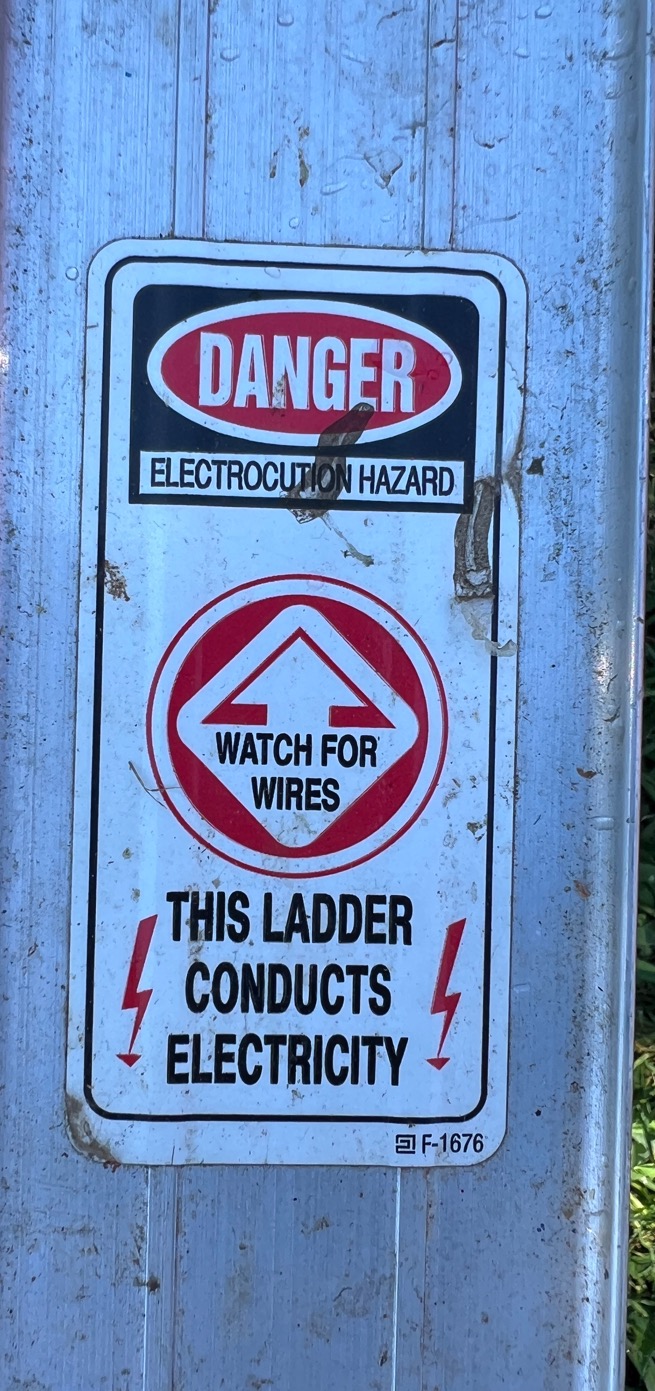 DANGER
ELECTROCUTION HAZARD
WATCH FOR
WIRES
THIS LADDER
CONDUCTS
ELECTRICITY
F-1676